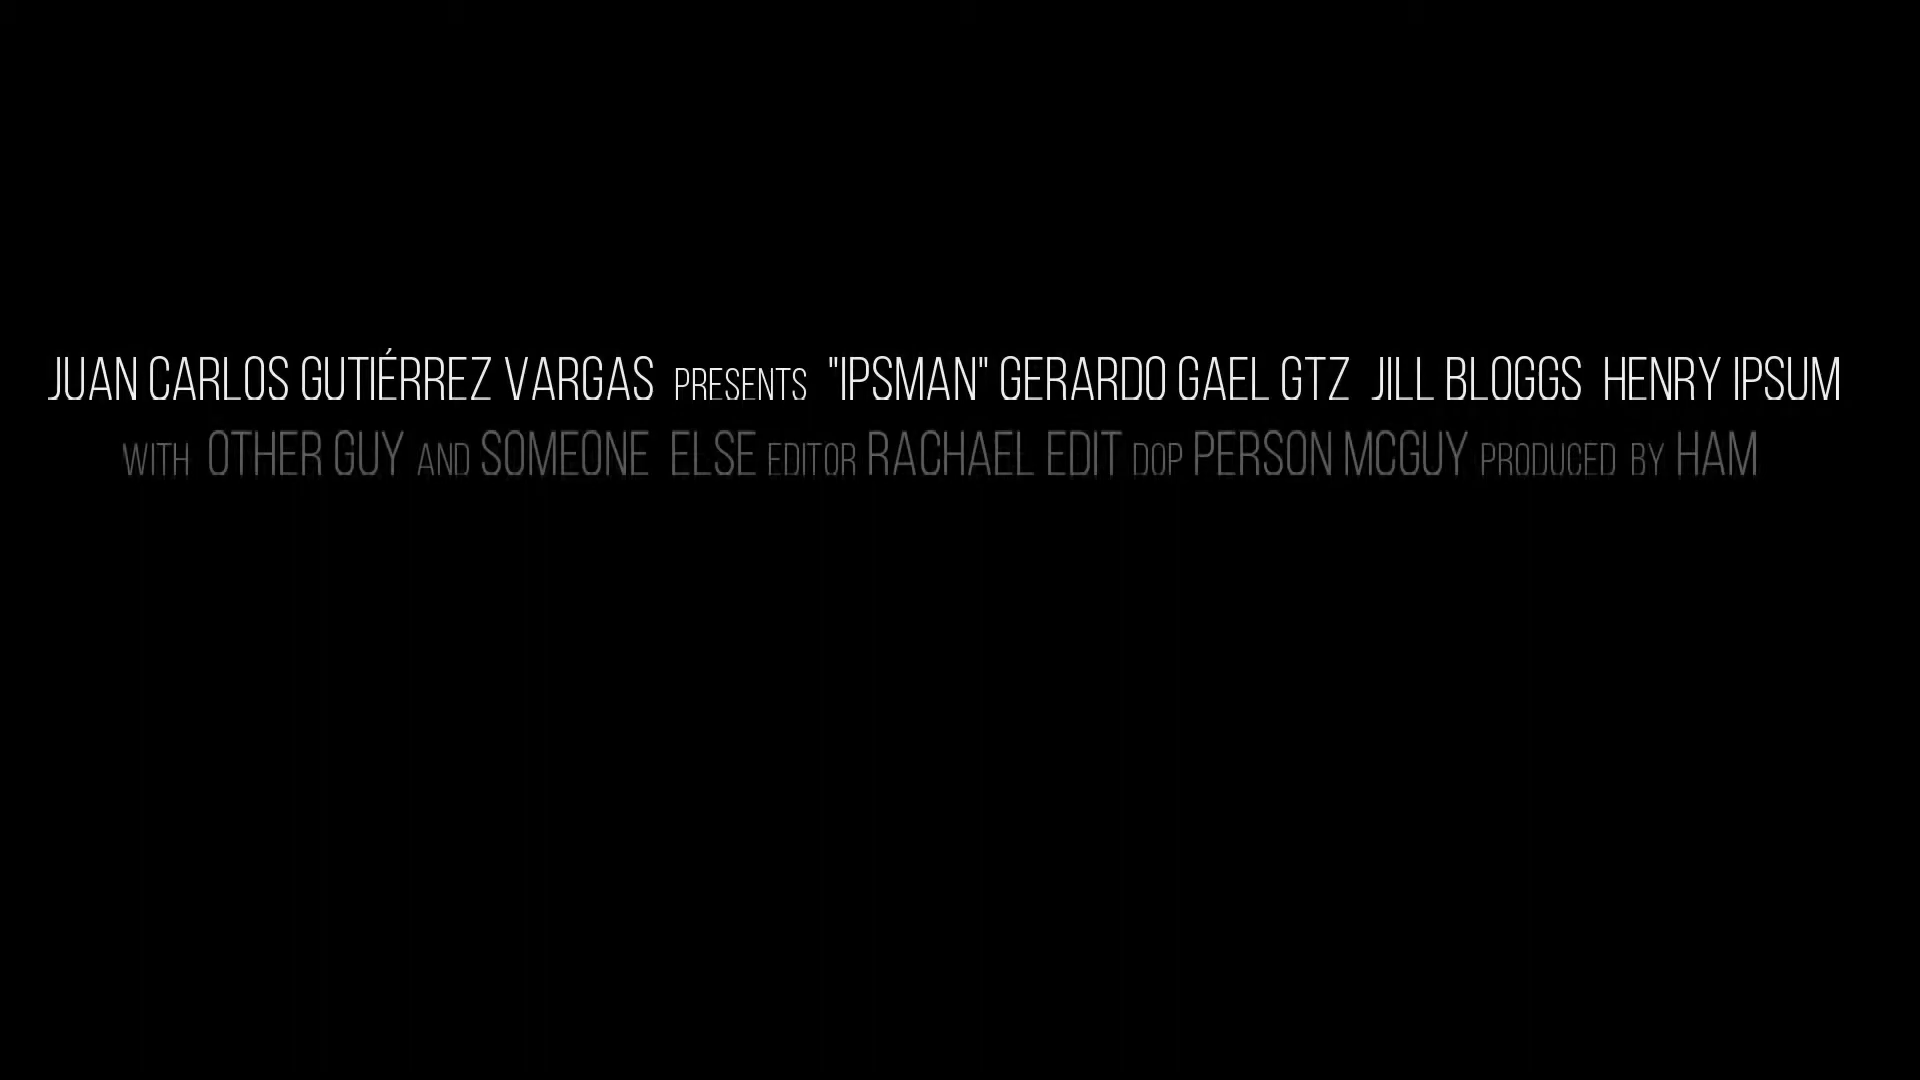 JUAN CARLOS GUTIÉRREZ VARGAS PRESENTS "IPSMAN" GERARDO GAEL GTZ JILL BLOGGS HENRY IPSUM
WITH OTHER GUY AND SOMEONE ELSE EDITOR RACHAEL EDIT DOP PERSON MCGUY PRODUCED BY HAM